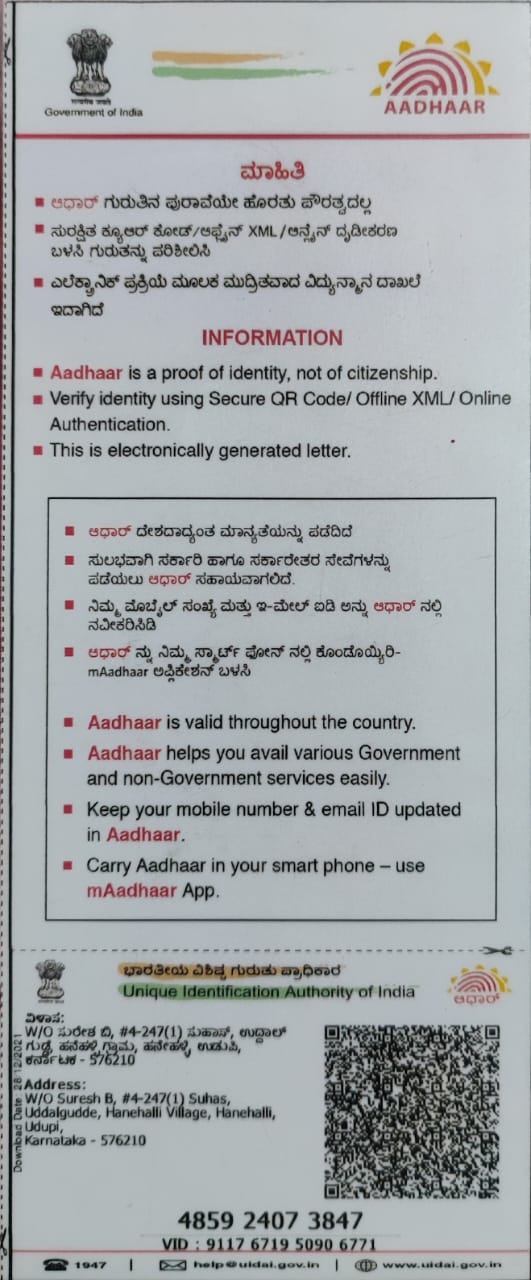 सत्यमेव जयते
Government of India
AADHAAR
ಮಾಹಿತಿ
ಆಧಾರ್ ಗುರುತಿನ ಪುರಾವೆಯೇ ಹೊರತು ಪೌರತ್ವದಲ್ಲ
ಸುರಕ್ಷಿತ ಕ್ಯೂಆರ್ ಕೋಡ್/ಆಫ್ಲೈನ್ XML/ಆನ್ಲೈನ್ ದೃಢೀಕರಣ
ಬಳಸಿ ಗುರುತನ್ನು ಪರಿಶೀಲಿಸಿ
ಎಲೆಕ್ಟ್ರಾನಿಕ್ ಪ್ರಕ್ರಿಯೆ ಮೂಲಕ ಮುದ್ರಿತವಾದ ವಿದ್ಯುನ್ಮಾನ ದಾಖಲೆ
ಇದಾಗಿದೆ
INFORMATION
Aadhaar is a proof of identity, not of citizenship.
Verify identity using Secure QR Code/ Offline XML/ Online
Authentication.
This is electronically generated letter.
ಆಧಾರ್ ದೇಶದಾದ್ಯಂತ ಮಾನ್ಯತೆಯನ್ನು ಪಡೆದಿದೆ
ಸುಲಭವಾಗಿ ಸರ್ಕಾರಿ ಹಾಗೂ ಸರ್ಕಾರೇತರ ಸೇವೆಗಳನ್ನು
ಪಡೆಯಲು ಆಧಾರ್ ಸಹಾಯವಾಗಲಿದೆ.
ನಿಮ್ಮ ಮೊಬೈಲ್ ಸಂಖ್ಯೆ ಮತ್ತು ಇ-ಮೇಲ್ ಐಡಿ ಅನ್ನು ಆಧಾರ್ ನಲ್ಲಿ
ನವೀಕರಿಸಿಡಿ
ಆಧಾರ್ ನ್ನು ನಿಮ್ಮ ಸ್ಮಾರ್ಟ್ ಫೋನ್ ನಲ್ಲಿ ಕೊಂಡೊಯ್ಯಿರಿ-
mAadhaar ಅಪ್ಲಿಕೇಶನ್ ಬಳಸಿ
Aadhaar is valid throughout the country.
Aadhaar helps you avail various Government
and non-Government services easily.
Keep your mobile number & email ID updated
in Aadhaar.
Carry Aadhaar in your smart phone – use
mAadhaar App.
ಭಾರತೀಯ ವಿಶಿಷ್ಟ ಗುರುತು ಪ್ರಾಧಿಕಾರ
Unique Identification Authority of India
ಆಧಾರ್
ವಿಳಾಸ:
W/O ಸುರೇಶ ಬಿ, #4-247(1) ಸುಹಾಸ್, ಉದ್ದಾಲ್
ಗುಡ್ಡೆ, ಹನೆಹಳ್ಳಿ ಗ್ರಾಮ, ಹನೇಹಳ್ಳಿ, ಉಡುಪಿ,
ಕರ್ನಾಟಕ - 576210
Address:
W/O Suresh B, #4-247(1) Suhas,
Uddalgudde, Hanehalli Village, Hanehalli,
Udupi,
Karnataka - 576210
Download Date: 28/12/2021
4859 2407 3847
VID : 9117 6719 5090 6771
1947 | help@uidai.gov.in | www.uidai.gov.in